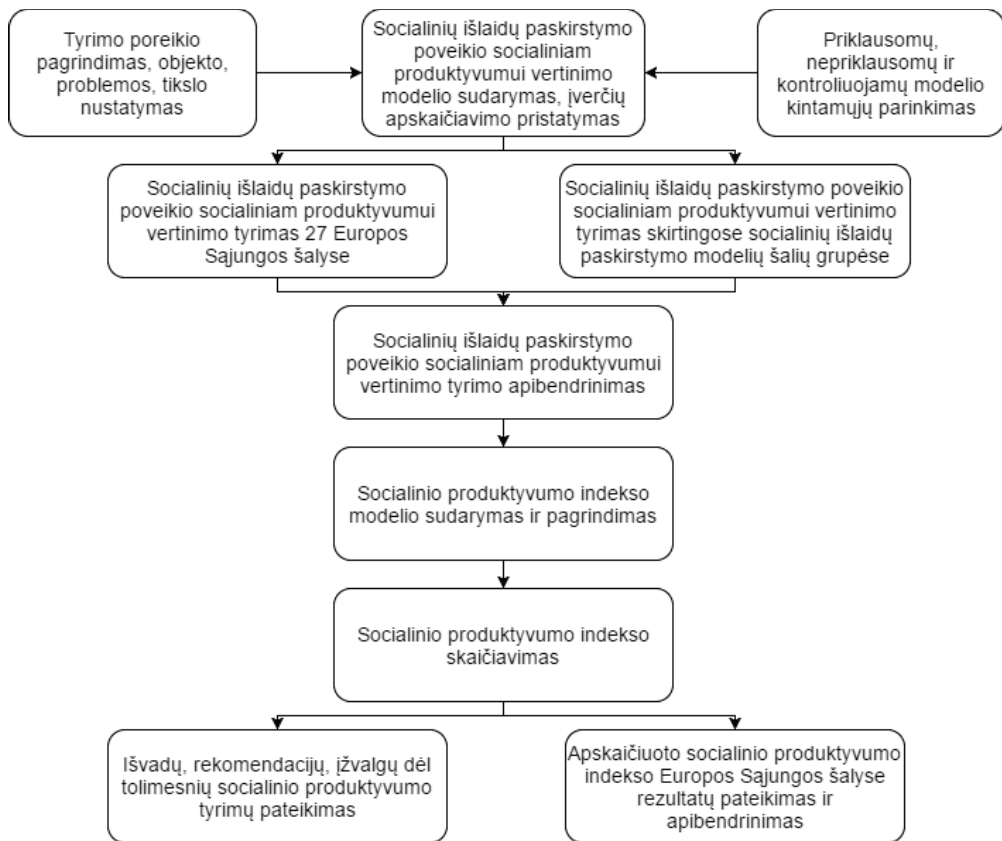 Tyrimo poreikio
pagrindimas, objekto,
problemos, tikslo
nustatymas
Socialinių išlaidų paskirstymo
poveikio socialiniam
produktyvumui vertinimo
modelio sudarymas, įverčių
apskaičiavimo pristatymas
Priklausomų,
nepriklausomų ir
kontroliuojamų modelio
kintamųjų parinkimas
Socialinių išlaidų paskirstymo
poveikio socialiniam produktyvumui
vertinimo tyrimas 27 Europos
Sąjungos šalyse
Socialinių išlaidų paskirstymo poveikio
socialiniam produktyvumui vertinimo
tyrimas skirtingose socialinių išlaidų
paskirstymo modelių šalių grupėse
Socialinių išlaidų paskirstymo
poveikio socialiniam produktyvumui
vertinimo tyrimo apibendrinimas
Socialinio produktyvumo indekso
modelio sudarymas ir pagrindimas
Socialinio produktyvumo indekso
skaičiavimas
Išvadų, rekomendacijų, įžvalgų dėl
tolimesnių socialinio produktyvumo
tyrimų pateikimas
Apskaičiuoto socialinio produktyvumo
indekso Europos Sąjungos šalyse
rezultatų pateikimas ir
apibendrinimas